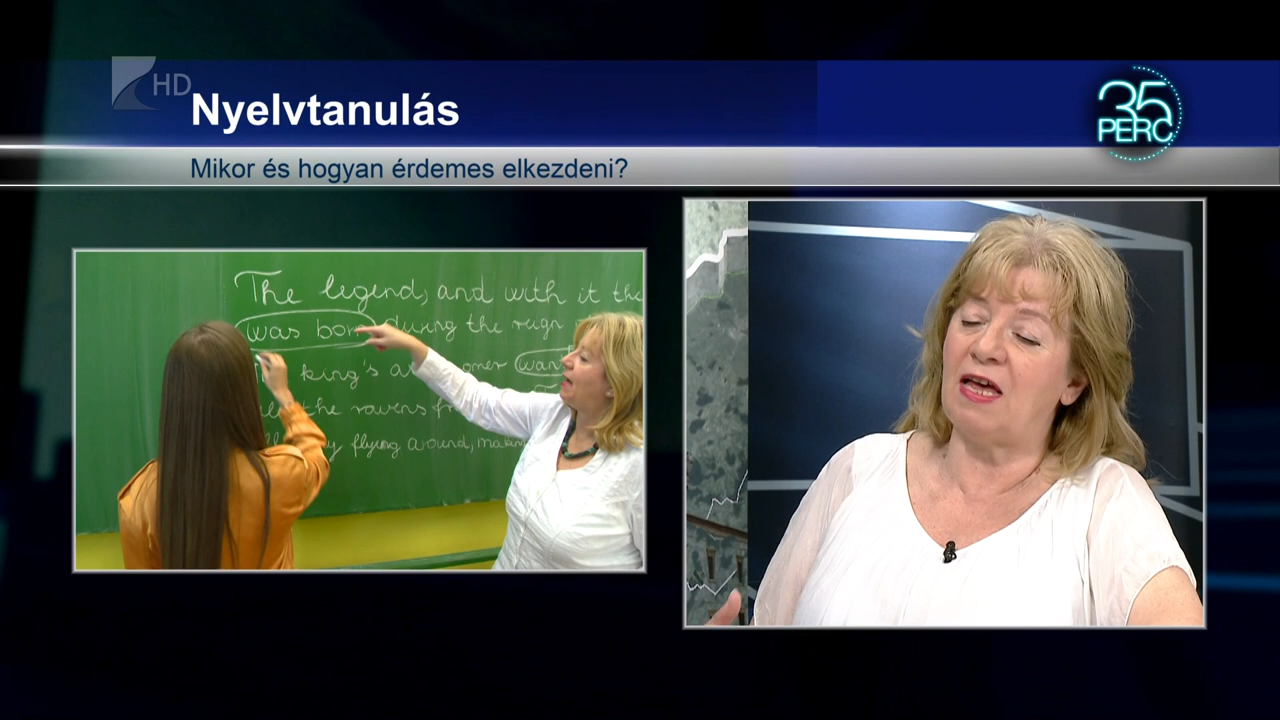 HD
Nyelvtanulás
35
PERC
Mikor és hogyan érdemes elkezdeni?
The legend, and with it the
was born during the reign
king's
the ravens
flying around,